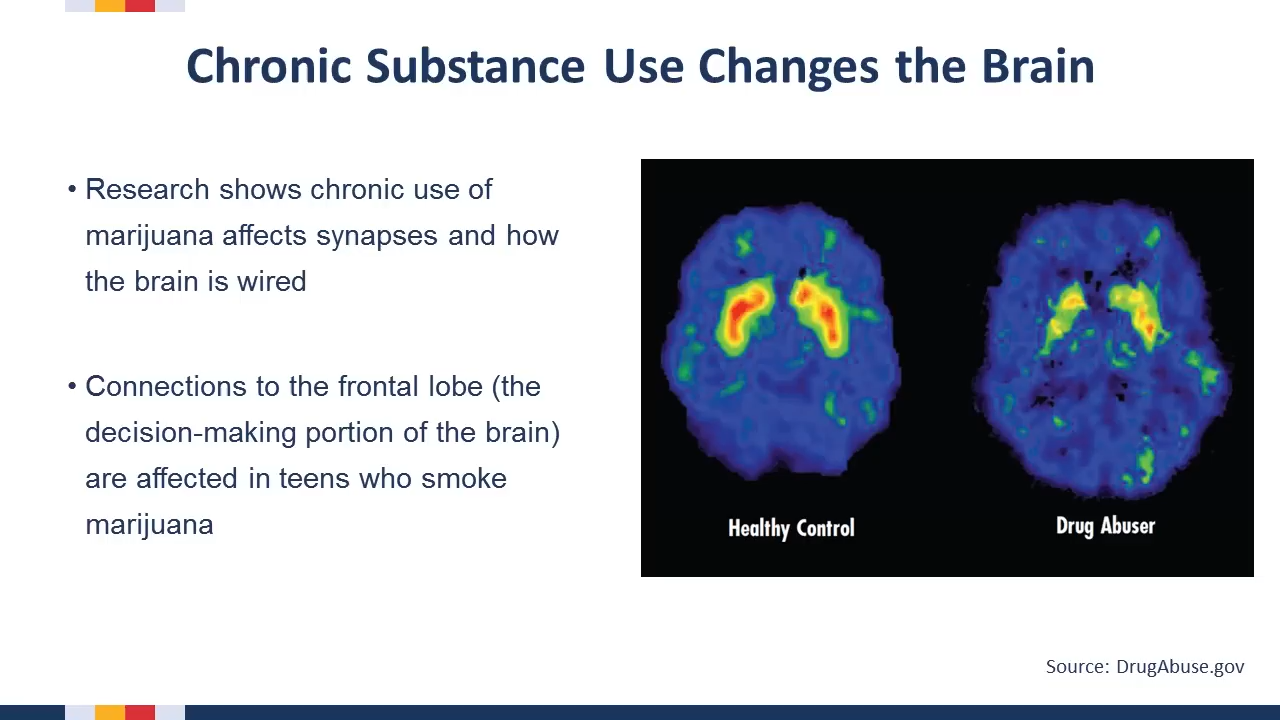 Chronic Substance Use Changes the Brain
• Research shows chronic use of
marijuana affects synapses and how
the brain is wired
• Connections to the frontal lobe (the
decision-making portion of the brain)
are affected in teens who smoke
marijuana
Healthy Control
Drug Abuser
Source: DrugAbuse.gov